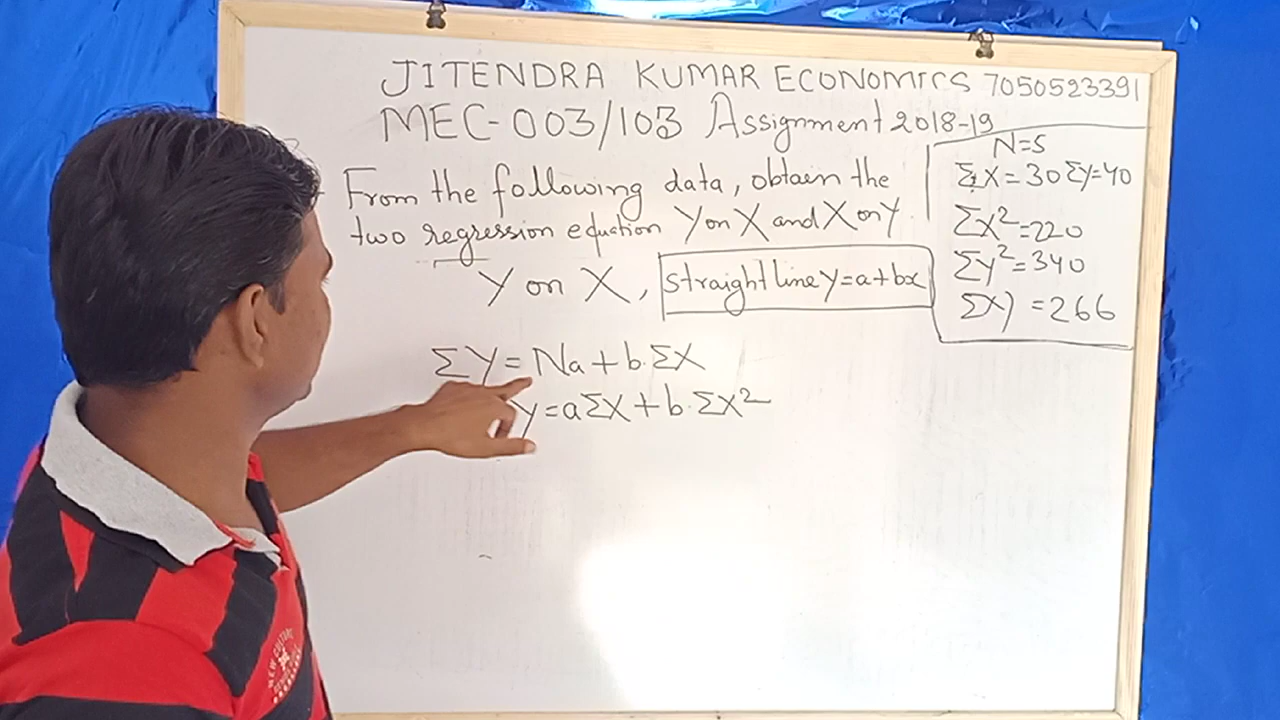 JITENDRA KUMAR ECONOMICS 7050523391
MEC-003/103 Assignment 2018-19
From the following data, obtain the
two regression equation Y on X and X on Y.
Y on X, straight line y=a+bx
N=5
ΣX=30 ΣY=40
ΣX²=220
ΣY²=340
ΣXY=266
ΣY=Na+b.ΣX
y=aΣX+b.ΣX²
NEW CULTURE